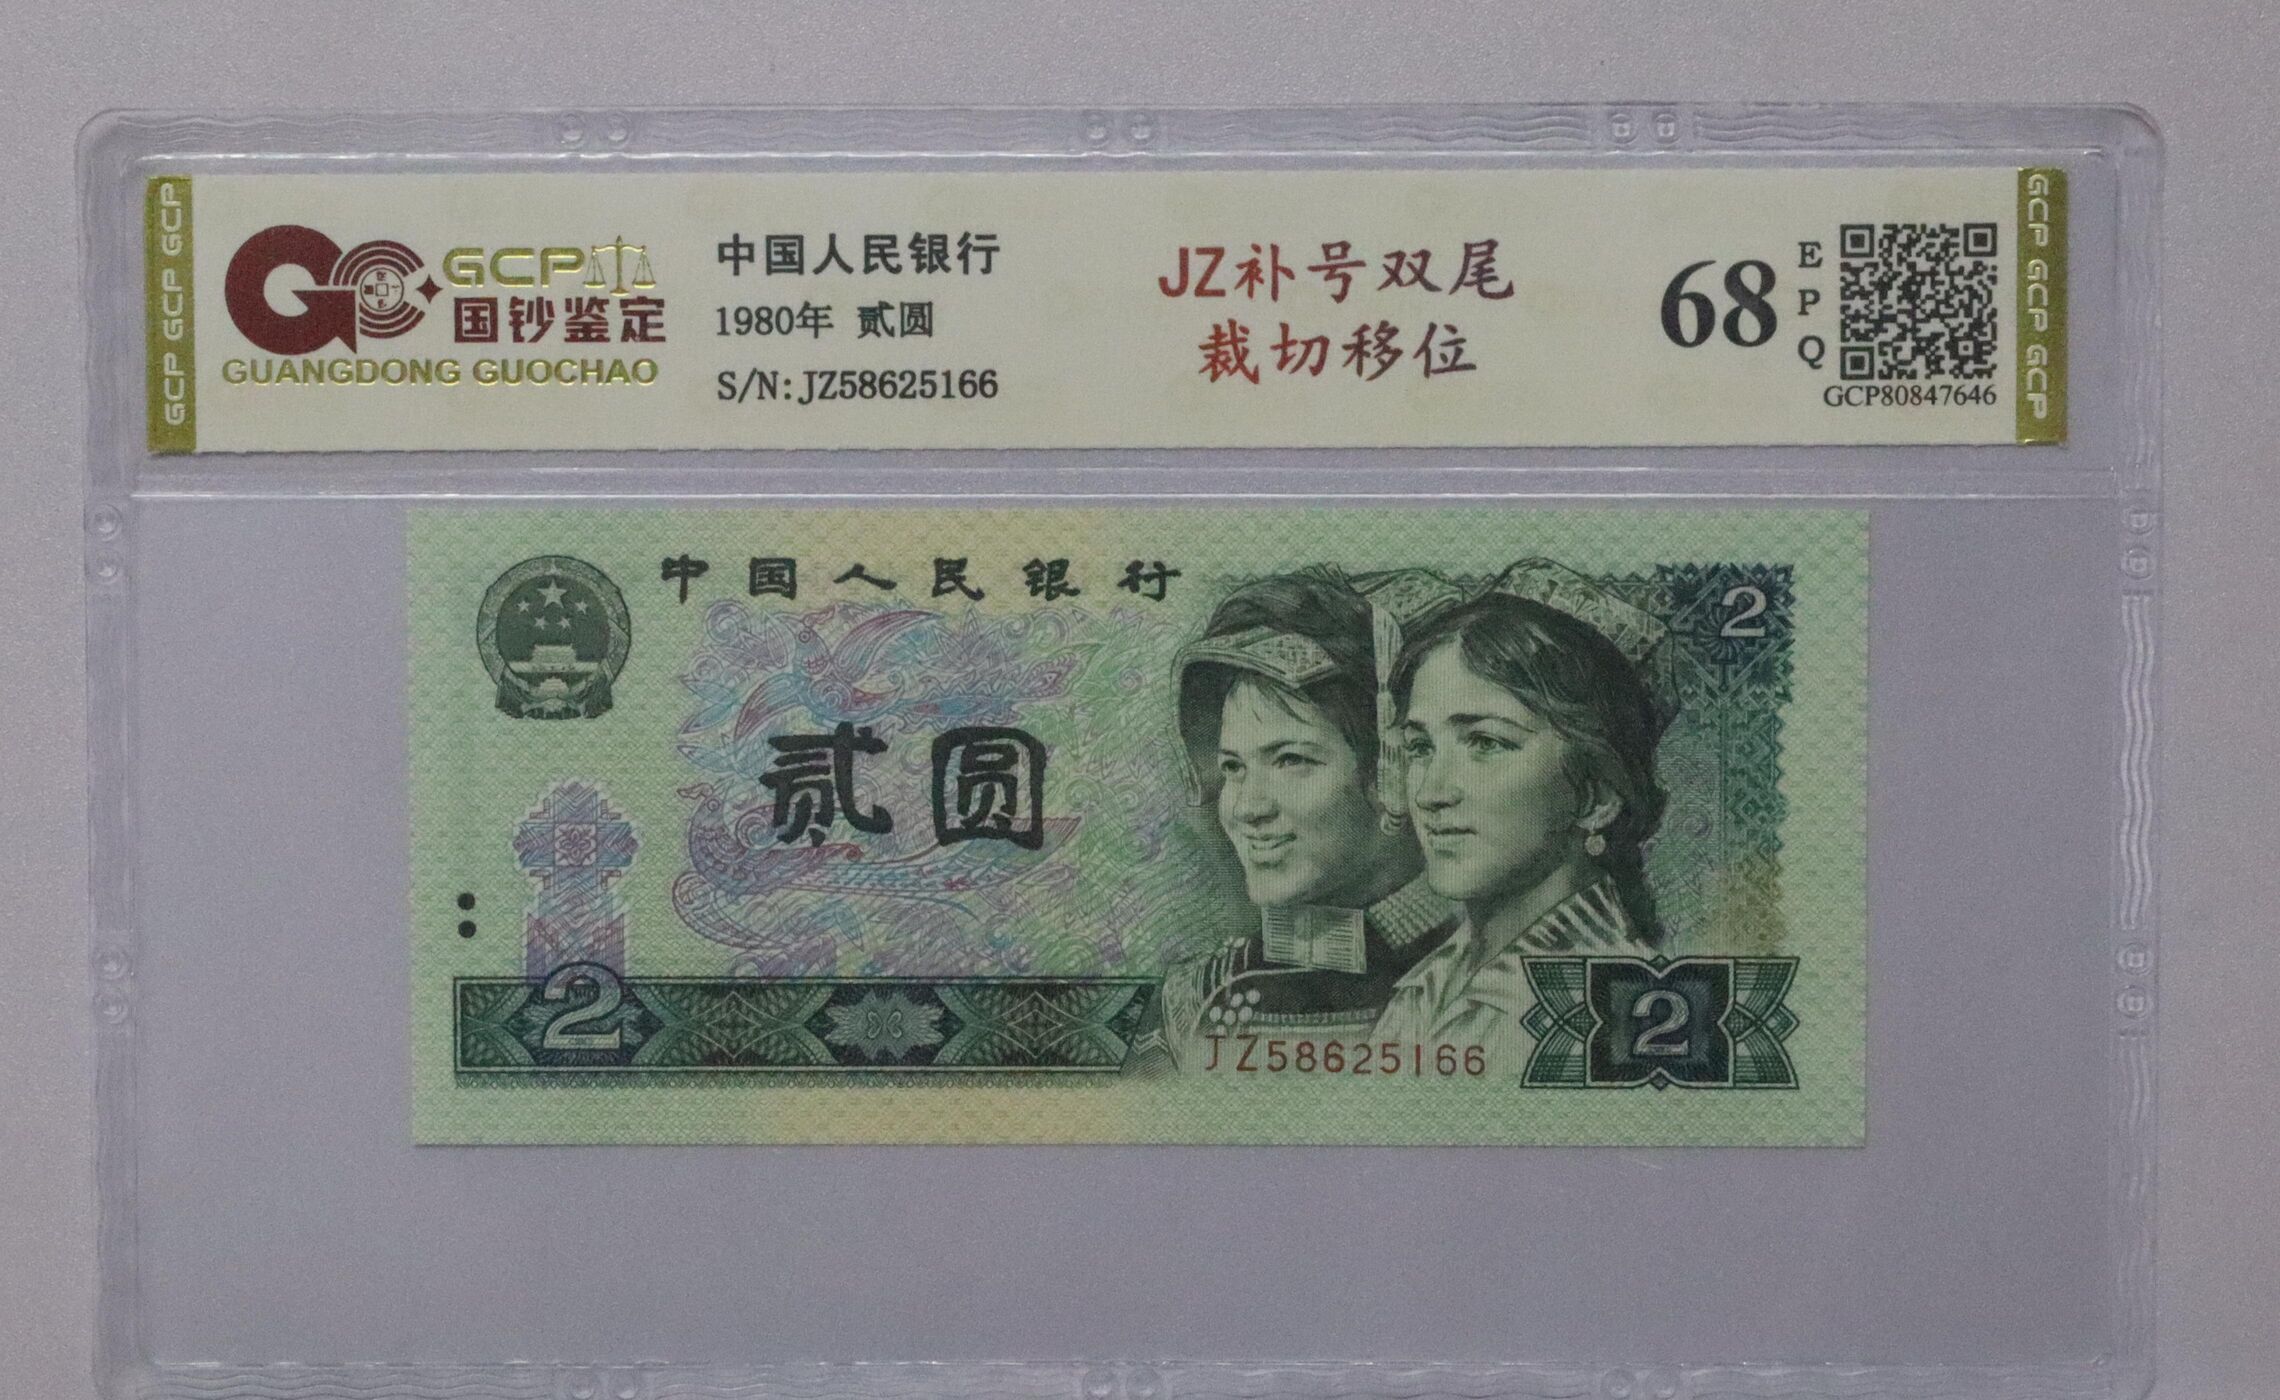 GCP GCP GCP
GCP
国钞鉴定
GUANGDONG GUOCHAO
中国人民银行
1980年 贰圆
S/N:JZ58625166
JZ补号双尾
裁切移位
68
EPQ
GCP80847646
GCP GCP GCP
中国人民银行
2
贰圆
2
JZ58625166
2